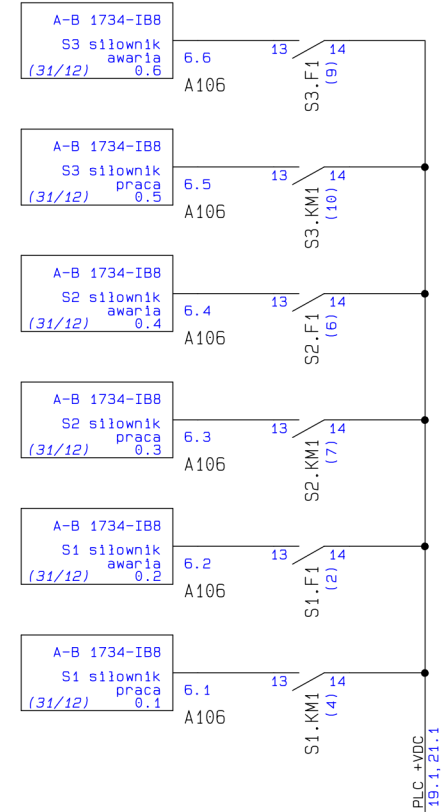 A-B 1734-IB8
S3 siłownik
awaria
(31/12) 0.6
6.6
A106
13
14
S3.F1
(9)
A-B 1734-IB8
S3 siłownik
praca
(31/12) 0.5
6.5
A106
13
14
S3.KM1
(10)
A-B 1734-IB8
S2 siłownik
awaria
(31/12) 0.4
6.4
A106
13
14
S2.F1
(6)
A-B 1734-IB8
S2 siłownik
praca
(31/12) 0.3
6.3
A106
13
14
S2.KM1
(7)
A-B 1734-IB8
S1 siłownik
awaria
(31/12) 0.2
6.2
A106
13
14
S1.F1
(2)
A-B 1734-IB8
S1 siłownik
praca
(31/12) 0.1
6.1
A106
13
14
S1.KM1
(4)
PLC +VDC
19.1,21.1